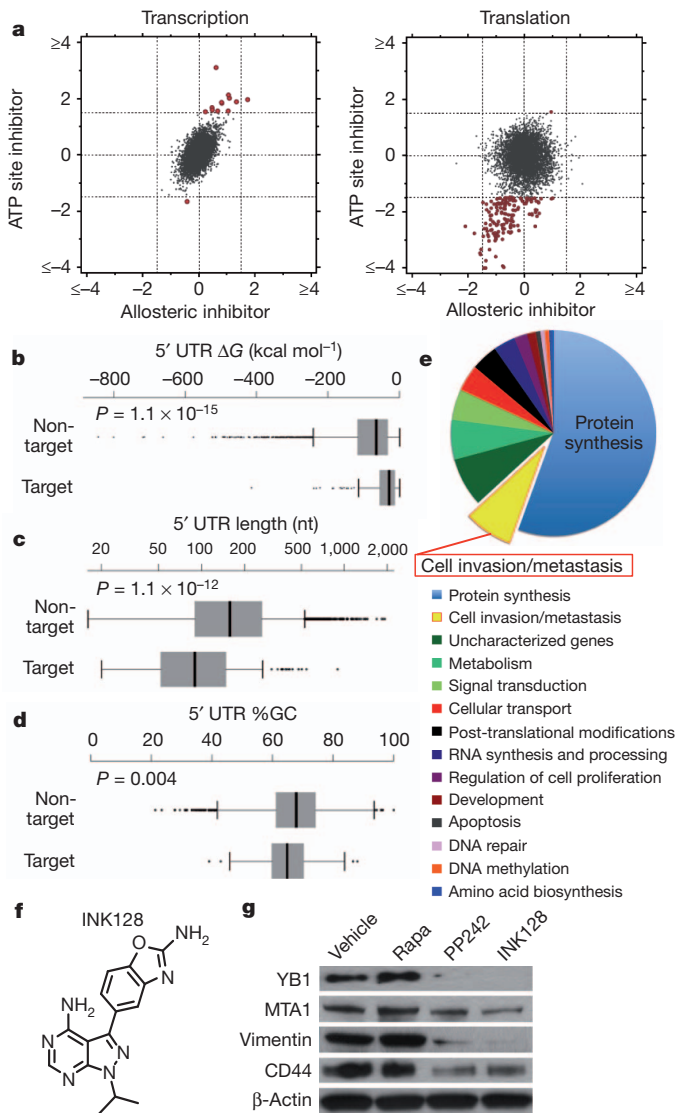 a
Transcription
Translation
≥4
2
0
−2
≤−4
ATP site inhibitor
≤−4 −2 0 2 ≥4
Allosteric inhibitor
≥4
2
0
−2
≤−4
ATP site inhibitor
≤−4 −2 0 2 ≥4
Allosteric inhibitor
b
5′ UTR ΔG (kcal mol−1)
−800 −600 −400 −200 0
P = 1.1 × 10−15
Non-
target
Target
c
5′ UTR length (nt)
20 50 100 200 500 1,000 2,000
P = 1.1 × 10−12
Non-
target
Target
d
5′ UTR %GC
0 20 40 60 80 100
P = 0.004
Non-
target
Target
e
Protein
synthesis
Cell invasion/metastasis
Protein synthesis
Cell invasion/metastasis
Uncharacterized genes
Metabolism
Signal transduction
Cellular transport
Post-translational modifications
RNA synthesis and processing
Regulation of cell proliferation
Development
Apoptosis
DNA repair
DNA methylation
Amino acid biosynthesis
f
INK128
NH2
O
N
NH2
N
N
N
N
g
Vehicle
Rapa
PP242
INK128
YB1
MTA1
Vimentin
CD44
β-Actin